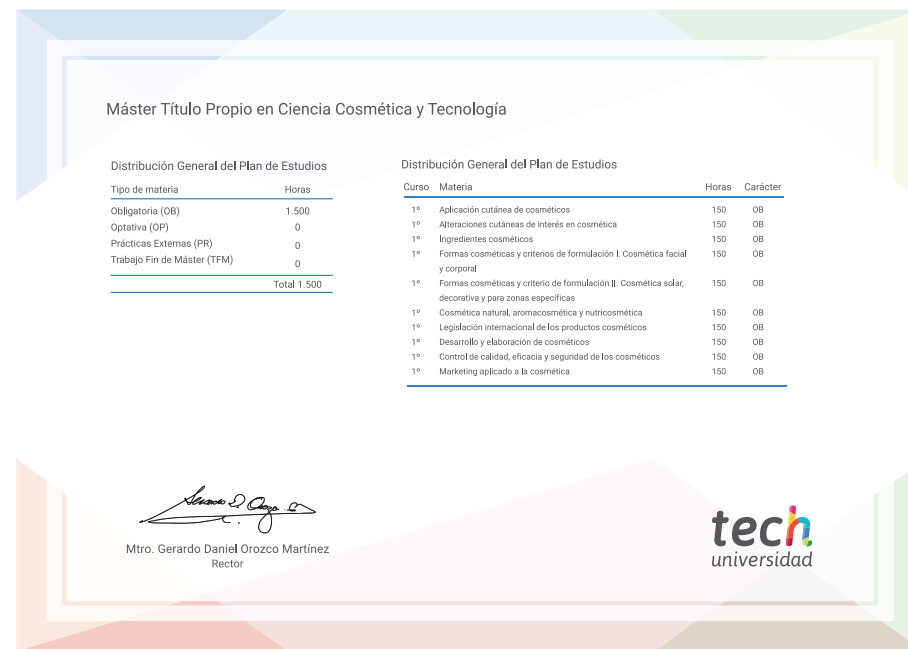 Máster Título Propio en Ciencia Cosmética y Tecnología
Distribución General del Plan de Estudios
Tipo de materia Horas
Obligatoria (OB) 1.500
Optativa (OP) 0
Prácticas Externas (PR) 0
Trabajo Fin de Máster (TFM) 0
Total 1.500
Distribución General del Plan de Estudios
Curso Materia Horas Carácter
1º Aplicación cutánea de cosméticos 150 OB
1º Alteraciones cutáneas de interés en cosmética 150 OB
1º Ingredientes cosméticos 150 OB
1º Formas cosméticas y criterios de formulación I. Cosmética facial 150 OB
y corporal
1º Formas cosméticas y criterio de formulación II. Cosmética solar, 150 OB
decorativa y para zonas específicas
1º Cosmética natural, aromacosmética y nutricosmética 150 OB
1º Legislación internacional de los productos cosméticos 150 OB
1º Desarrollo y elaboración de cosméticos 150 OB
1º Control de calidad, eficacia y seguridad de los cosméticos 150 OB
1º Marketing aplicado a la cosmética 150 OB
Mtro. Gerardo Daniel Orozco Martínez
Rector
tech
universidad